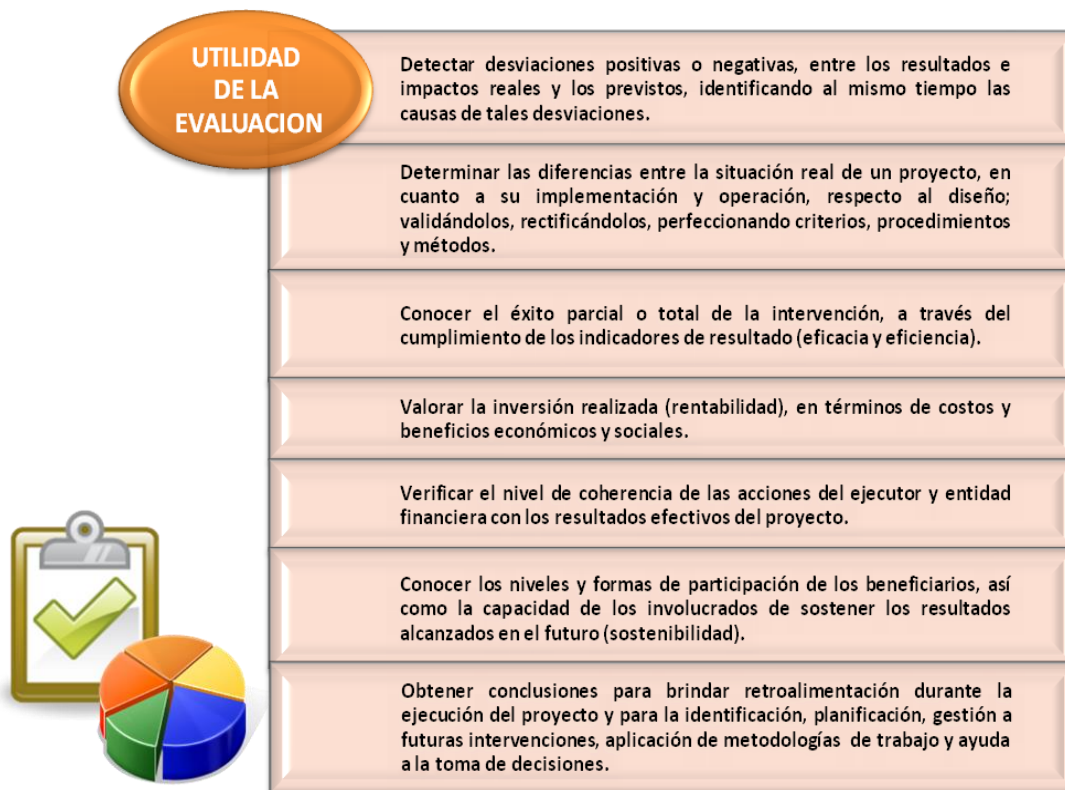 UTILIDAD
DE LA
EVALUACION
Detectar desviaciones positivas o negativas, entre los resultados e
impactos reales y los previstos, identificando al mismo tiempo las
causas de tales desviaciones.
Determinar las diferencias entre la situación real de un proyecto, en
cuanto a su implementación y operación, respecto al diseño;
validándolos, rectificándolos, perfeccionando criterios, procedimientos
y métodos.
Conocer el éxito parcial o total de la intervención, a través del
cumplimiento de los indicadores de resultado (eficacia y eficiencia).
Valorar la inversión realizada (rentabilidad), en términos de costos y
beneficios económicos y sociales.
Verificar el nivel de coherencia de las acciones del ejecutor y entidad
financiera con los resultados efectivos del proyecto.
Conocer los niveles y formas de participación de los beneficiarios, así
como la capacidad de los involucrados de sostener los resultados
alcanzados en el futuro (sostenibilidad).
Obtener conclusiones para brindar retroalimentación durante la
ejecución del proyecto y para la identificación, planificación, gestión a
futuras intervenciones, aplicación de metodologías de trabajo y ayuda
a la toma de decisiones.